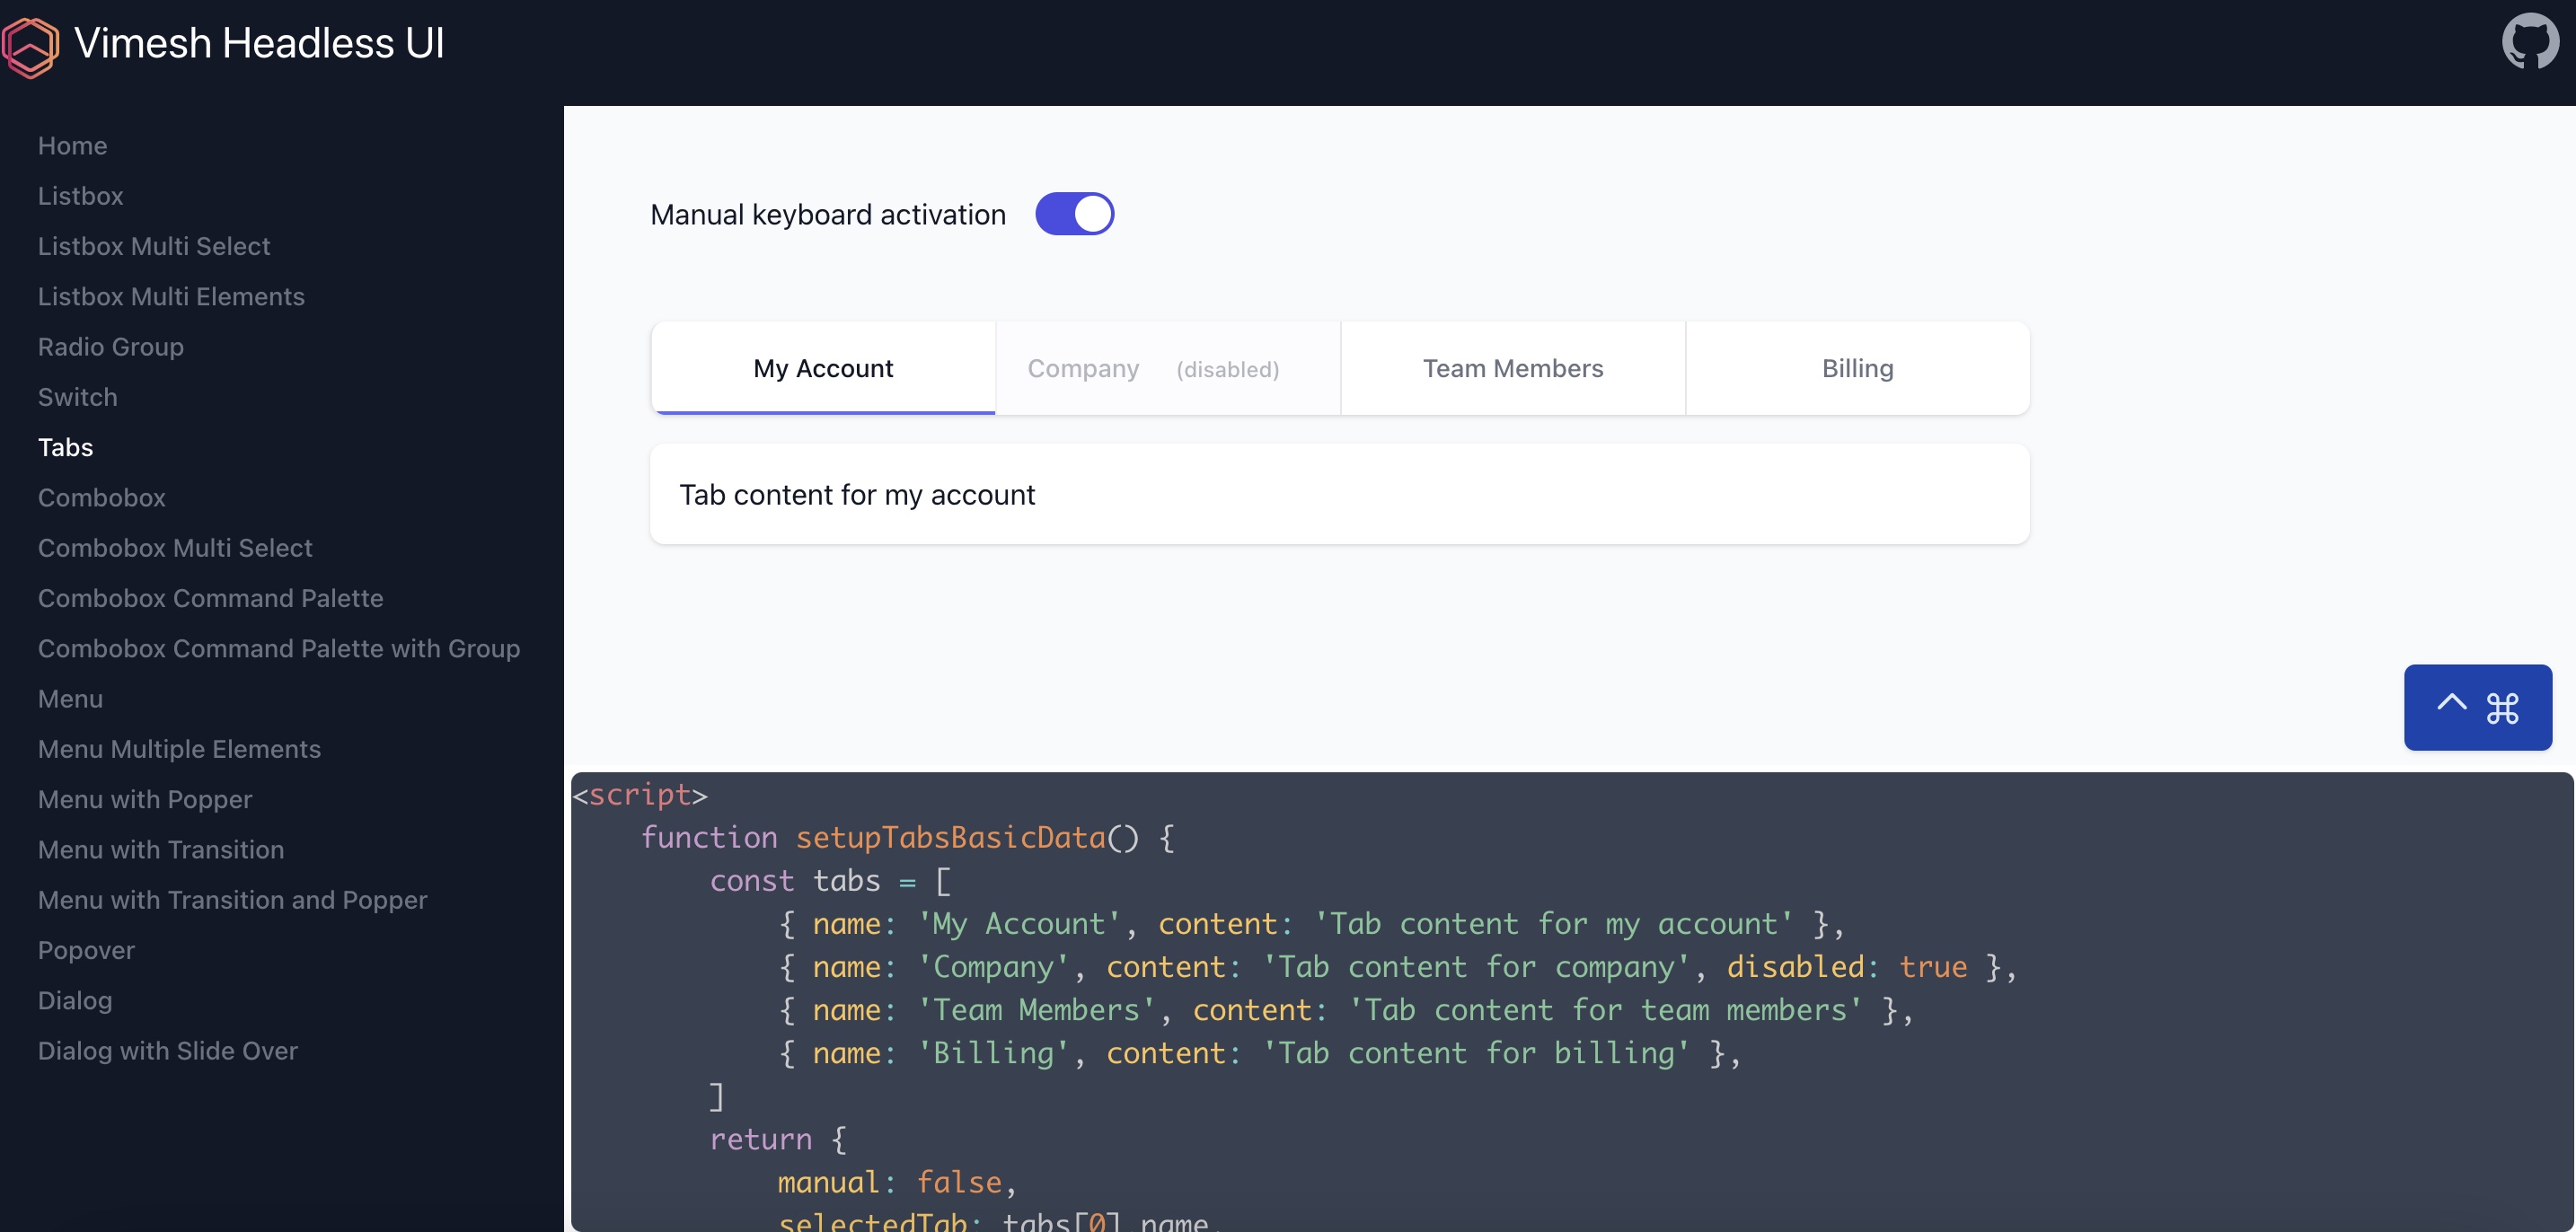 Vimesh Headless UI
Home
Listbox
Listbox Multi Select
Listbox Multi Elements
Radio Group
Switch
Tabs
Combobox
Combobox Multi Select
Combobox Command Palette
Combobox Command Palette with Group
Menu
Menu Multiple Elements
Menu with Popper
Menu with Transition
Menu with Transition and Popper
Popover
Dialog
Dialog with Slide Over
Manual keyboard activation
My Account Company (disabled) Team Members Billing
Tab content for my account
^ ⌘
<script>
    function setupTabsBasicData() {
        const tabs = [
            { name: 'My Account', content: 'Tab content for my account' },
            { name: 'Company', content: 'Tab content for company', disabled: true },
            { name: 'Team Members', content: 'Tab content for team members' },
            { name: 'Billing', content: 'Tab content for billing' },
        ]
        return {
            manual: false,
            selectedTab: tabs[0].name,